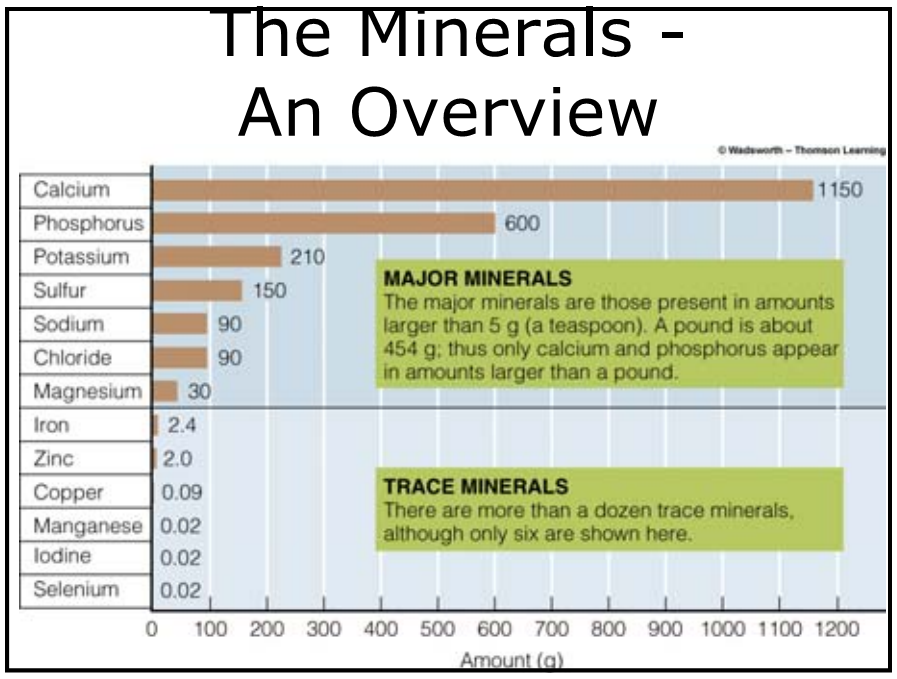 The Minerals -
An Overview
© Wadsworth – Thomson Learning
Calcium 1150
Phosphorus 600
Potassium 210
Sulfur 150
Sodium 90
Chloride 90
Magnesium 30
MAJOR MINERALS
The major minerals are those present in amounts
larger than 5 g (a teaspoon). A pound is about
454 g; thus only calcium and phosphorus appear
in amounts larger than a pound.
Iron 2.4
Zinc 2.0
Copper 0.09
Manganese 0.02
Iodine 0.02
Selenium 0.02
TRACE MINERALS
There are more than a dozen trace minerals,
although only six are shown here.
0 100 200 300 400 500 600 700 800 900 1000 1100 1200
Amount (g)